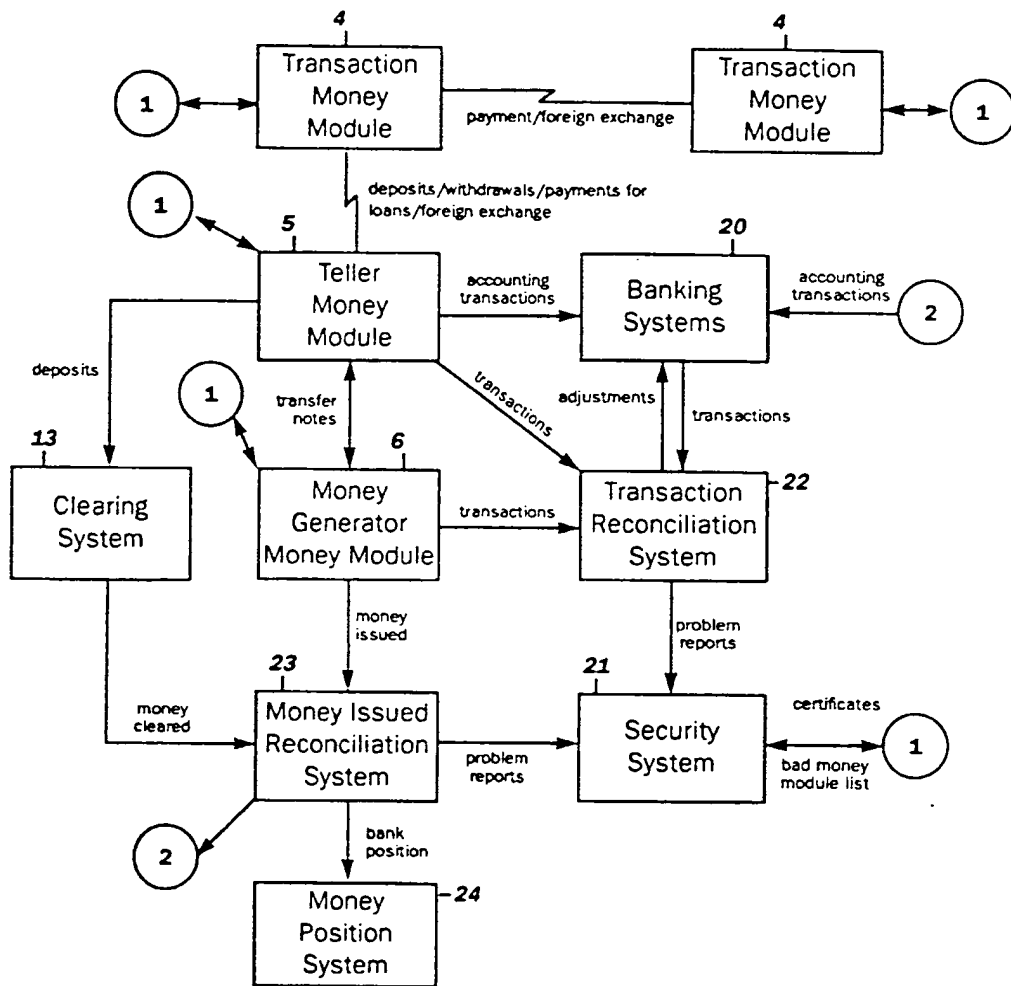 4
4
Transaction
Money
Module
Transaction
Money
Module
1
1
payment/foreign exchange
deposits/withdrawals/payments for
loans/foreign exchange
1
5
20
Teller
Money
Module
accounting
transactions
Banking
Systems
accounting
transactions
2
deposits
1
transfer
notes
transactions
adjustments
transactions
13
6
22
Clearing
System
Money
Generator
Money Module
transactions
Transaction
Reconciliation
System
money
issued
problem
reports
23
21
money
cleared
Money Issued
Reconciliation
System
problem
reports
Security
System
certificates
1
bad money
module list
2
bank
position
24
Money
Position
System